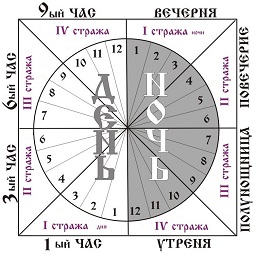 9ый ЧАС
ВЕЧЕРНЯ
IV стража
I стража ночи
12
11
10
9
8
7
6
5
4
3
2
1
1
2
3
4
5
6
7
8
9
10
11
12
6ый ЧАС
III стража
II стража
ПОВЕЧЕРИЕ
ДЕНЬ
НОЧЬ
3ый ЧАС
II стража
III стража
ПОЛУНОЩНИЦА
I стража дни
IV стража
1ый ЧАС
УТРЕНЯ